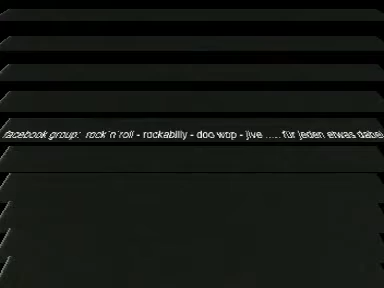 facebook group: rock'n'roll - rockabilly - doo wop - jive .....für jeden etwas dabei